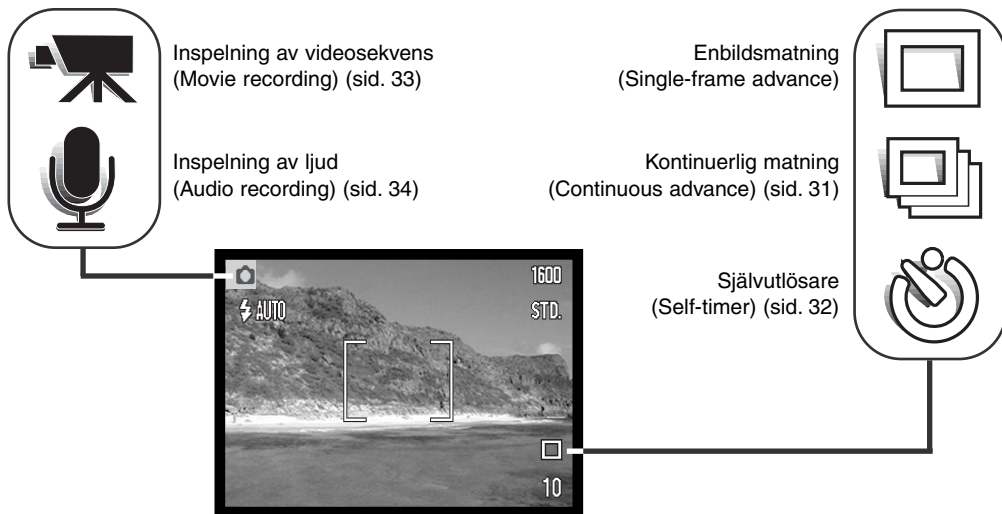 Inspelning av videosekvens
(Movie recording) (sid. 33)
Inspelning av ljud
(Audio recording) (sid. 34)
Enbildsmatning
(Single-frame advance)
Kontinuerlig matning
(Continuous advance) (sid. 31)
Självutlösare
(Self-timer) (sid. 32)
1600
AUTO
STD.
10